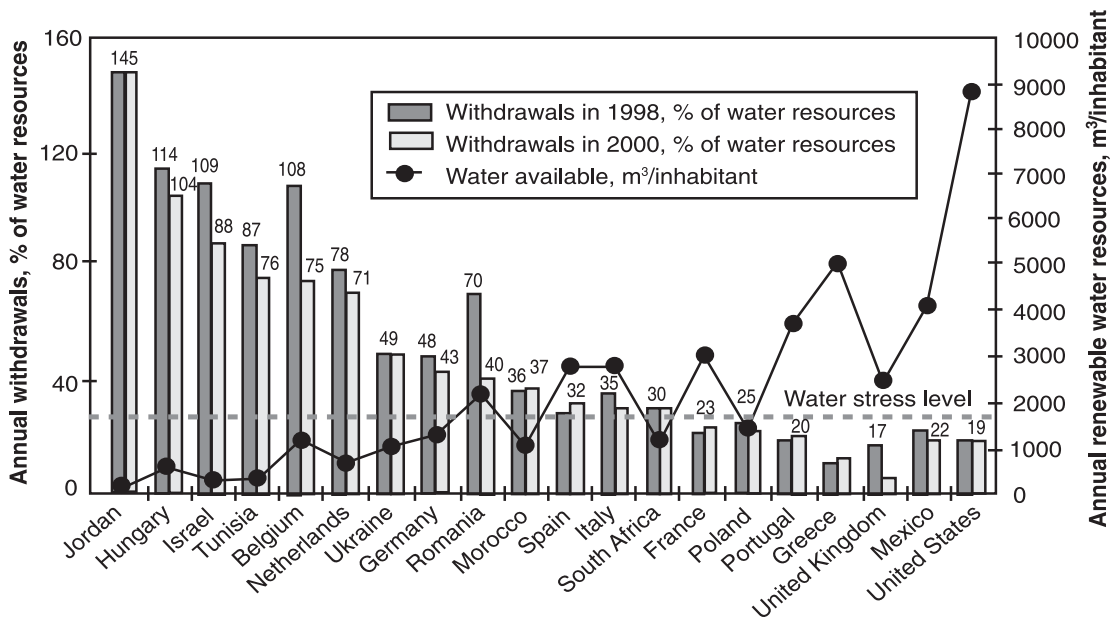 Annual withdrawals, % of water resources
160
120
80
40
0
Withdrawals in 1998, % of water resources
Withdrawals in 2000, % of water resources
Water available, m³/inhabitant
145
114
104
109
88
87
76
108
75
78
71
49
48
43
70
40
36
37
32
35
30
23
25
20
17
22
19
Water stress level
10000
9000
8000
7000
6000
5000
4000
3000
2000
1000
0
Annual renewable water resources, m³/inhabitant
Jordan
Hungary
Israel
Tunisia
Belgium
Netherlands
Ukraine
Germany
Romania
Morocco
Spain
Italy
South Africa
France
Poland
Portugal
Greece
United Kingdom
Mexico
United States